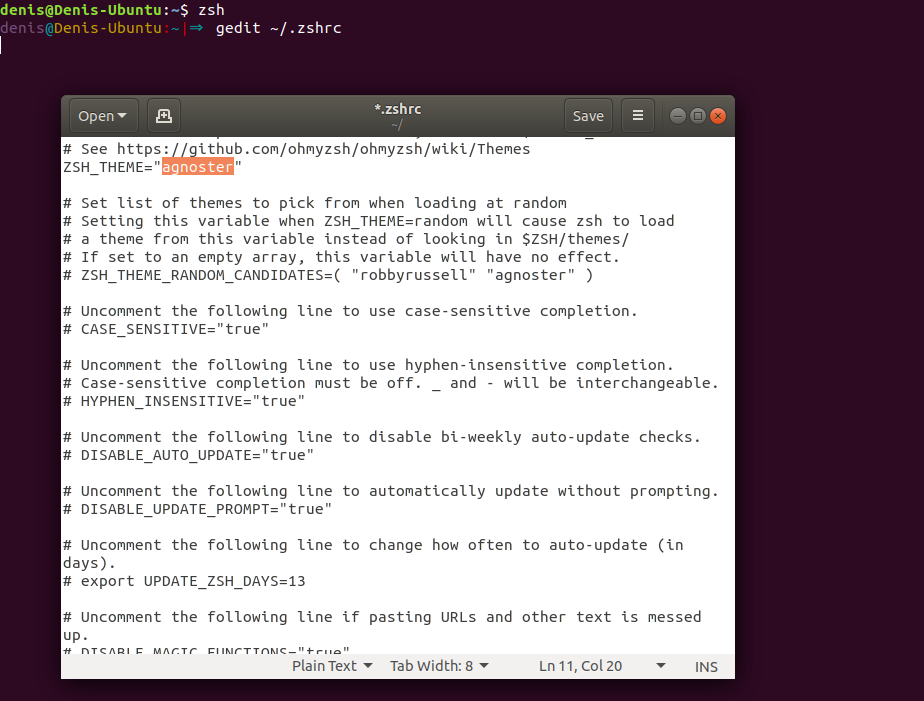 denis@Denis-Ubuntu:~$ zsh
denis@Denis-Ubuntu:~|⇒ gedit ~/.zshrc
Open
*.zshrc
~/
Save
# See https://github.com/ohmyzsh/ohmyzsh/wiki/Themes
ZSH_THEME="agnoster"
# Set list of themes to pick from when loading at random
# Setting this variable when ZSH_THEME=random will cause zsh to load
# a theme from this variable instead of looking in $ZSH/themes/
# If set to an empty array, this variable will have no effect.
# ZSH_THEME_RANDOM_CANDIDATES=( "robbyrussell" "agnoster" )
# Uncomment the following line to use case-sensitive completion.
# CASE_SENSITIVE="true"
# Uncomment the following line to use hyphen-insensitive completion.
# Case-sensitive completion must be off. _ and - will be interchangeable.
# HYPHEN_INSENSITIVE="true"
# Uncomment the following line to disable bi-weekly auto-update checks.
# DISABLE_AUTO_UPDATE="true"
# Uncomment the following line to automatically update without prompting.
# DISABLE_UPDATE_PROMPT="true"
# Uncomment the following line to change how often to auto-update (in
days).
# export UPDATE_ZSH_DAYS=13
# Uncomment the following line if pasting URLs and other text is messed
up.
# DISABLE_MAGIC_FUNCTIONS="true"
Plain Text
Tab Width: 8
Ln 11, Col 20
INS